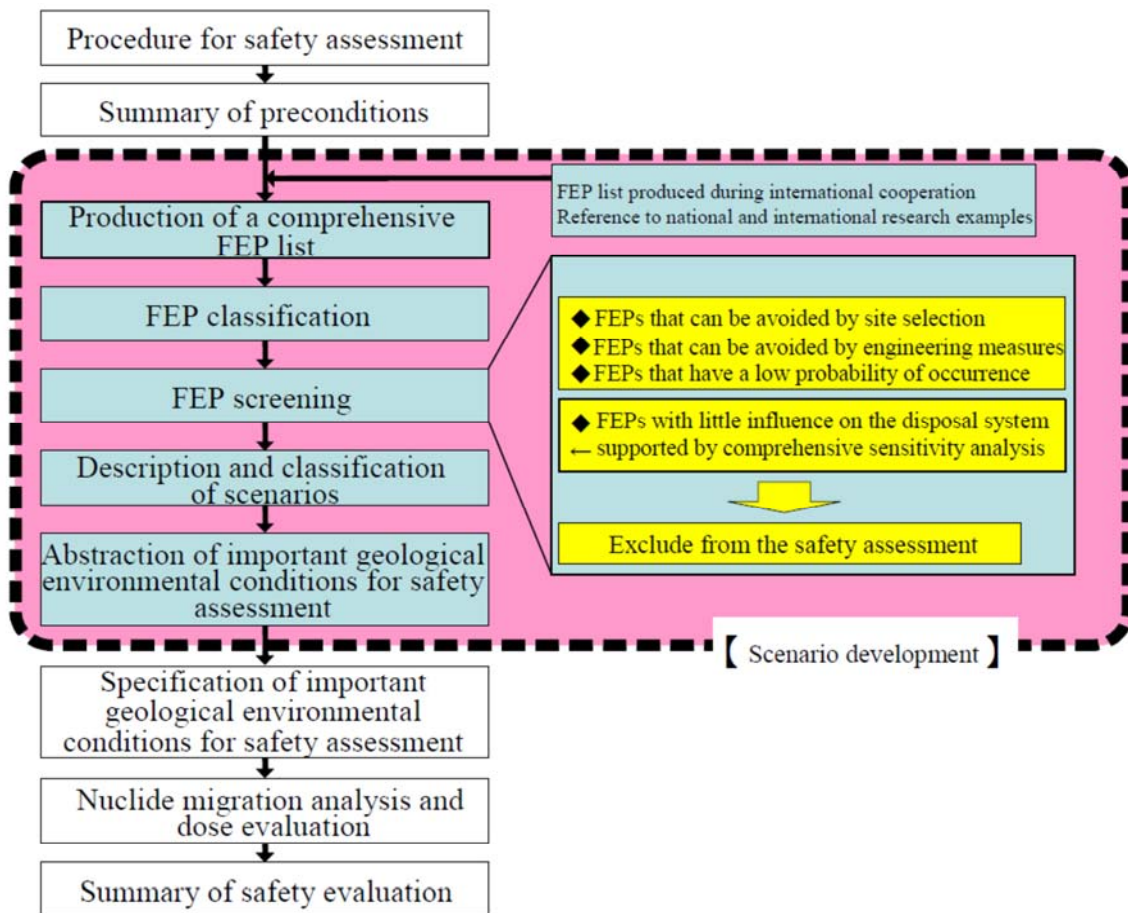 Procedure for safety assessment
Summary of preconditions
FEP list produced during international cooperation
Reference to national and international research examples
Production of a comprehensive
FEP list
FEP classification
FEP screening
◆ FEPs that can be avoided by site selection
◆ FEPs that can be avoided by engineering measures
◆ FEPs that have a low probability of occurrence
◆ FEPs with little influence on the disposal system
← supported by comprehensive sensitivity analysis
Exclude from the safety assessment
Description and classification
of scenarios
Abstraction of important geological
environmental conditions for safety
assessment
【 Scenario development 】
Specification of important
geological environmental
conditions for safety assessment
Nuclide migration analysis and
dose evaluation
Summary of safety evaluation